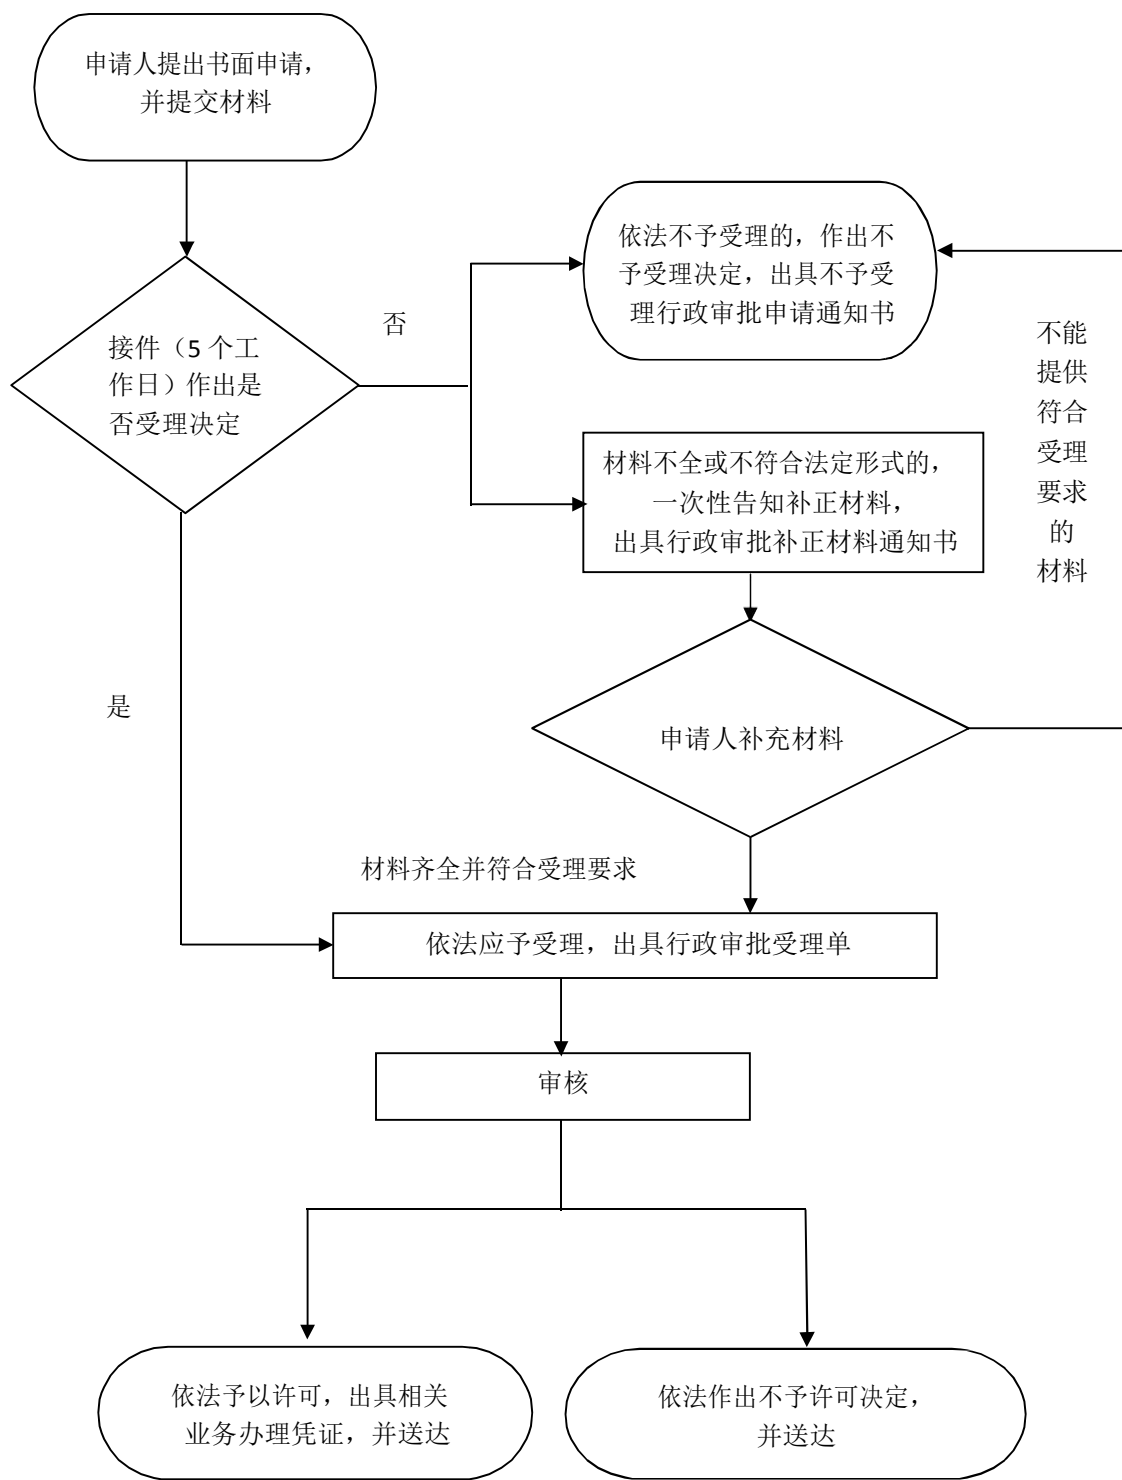 申请人提出书面申请，
并提交材料
依法不予受理的，作出不
予受理决定，出具不予受
理行政审批申请通知书
否
接件（5 个工
作日）作出是
否受理决定
不能
提供
符合
受理
要求
的
材料
材料不全或不符合法定形式的，
一次性告知补正材料，
出具行政审批补正材料通知书
是
申请人补充材料
材料齐全并符合受理要求
依法应予受理，出具行政审批受理单
审核
依法予以许可，出具相关
业务办理凭证，并送达
依法作出不予许可决定，
并送达